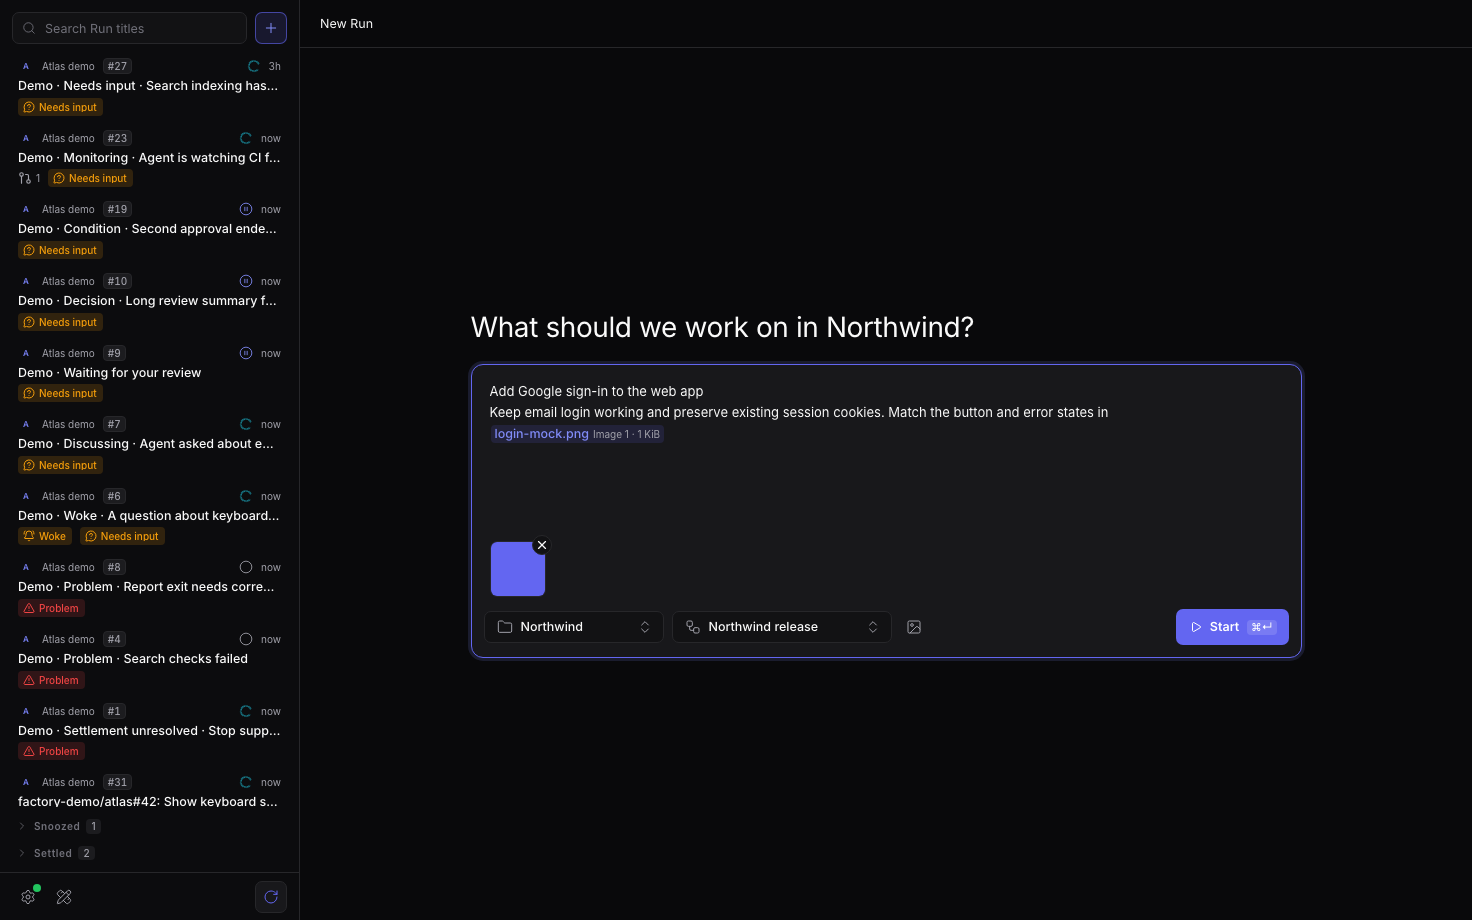 Search Run titles
New Run
A Atlas demo #27 3h
Demo · Needs input · Search indexing has...
Needs input
A Atlas demo #23 now
Demo · Monitoring · Agent is watching CI f...
1 Needs input
A Atlas demo #19 now
Demo · Condition · Second approval ende...
Needs input
A Atlas demo #10 now
Demo · Decision · Long review summary f...
Needs input
A Atlas demo #9 now
Demo · Waiting for your review
Needs input
A Atlas demo #7 now
Demo · Discussing · Agent asked about e...
Needs input
A Atlas demo #6 now
Demo · Woke · A question about keyboard...
Woke Needs input
A Atlas demo #8 now
Demo · Problem · Report exit needs corre...
Problem
A Atlas demo #4 now
Demo · Problem · Search checks failed
Problem
A Atlas demo #1 now
Demo · Settlement unresolved · Stop supp...
Problem
A Atlas demo #31 now
factory-demo/atlas#42: Show keyboard s...
Snoozed 1
Settled 2
What should we work on in Northwind?
Add Google sign-in to the web app
Keep email login working and preserve existing session cookies. Match the button and error states in
login-mock.png Image 1 · 1 KiB
Northwind
Northwind release
Start ⌘↵